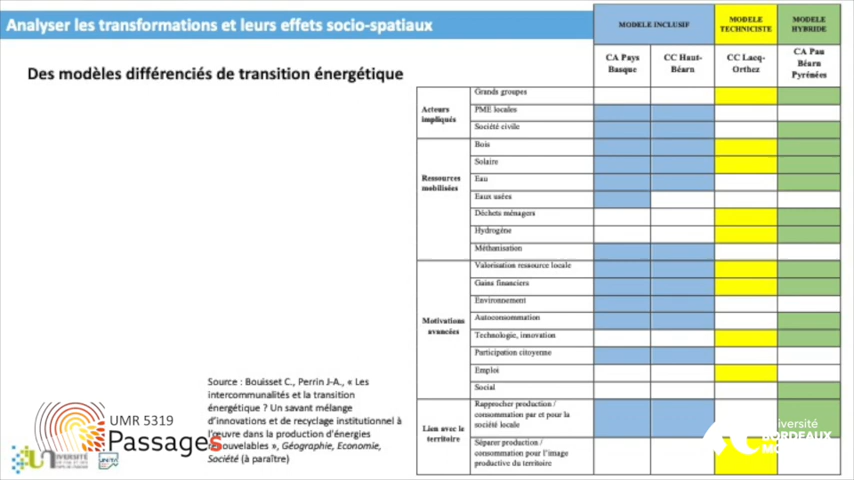 Analyser les transformations et leurs effets socio-spatiaux
Des modèles différenciés de transition énergétique
MODELE INCLUSIF
MODELE TECHNICISTE
MODELE HYBRIDE
CA Pays Basque
CC Haut-Béarn
CC Lacq-Orthez
CA Pau Béarn Pyrénées
Acteurs impliqués
Grands groupes
PME locales
Société civile
Ressources mobilisées
Bois
Solaire
Eau
Eaux usées
Déchets ménagers
Hydrogène
Méthanisation
Motivations avancées
Valorisation ressource locale
Gains financiers
Environnement
Autoconsommation
Technologie, innovation
Participation citoyenne
Emploi
Social
Lien avec le territoire
Rapprocher production /
consommation par et pour la
société locale
Séparer production /
consommation pour l'image
productive du territoire
Source : Bouisset C., Perrin J-A., « Les
intercommunalités et la transition
énergétique ? Un savant mélange
d'innovations et de recyclage institutionnel à
l'œuvre dans la production d'énergies
renouvelables », Géographie, Economie,
Société (à paraître)
UMR 5319
Passages
UNIVERSITÉ
université
BORDEAUX